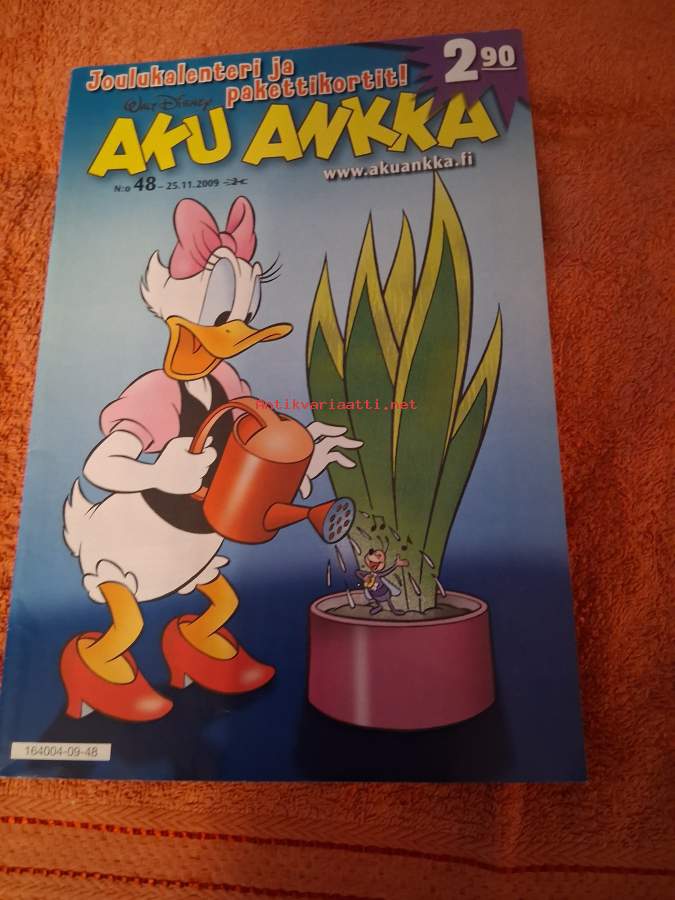 Joulukalenteri ja
pakettikortit!
2 90
WALT DISNEY
AKU ANKKA
www.akuankka.fi
N:o 48 – 25.11.2009
Antikvariaatti.net
164004-09-48